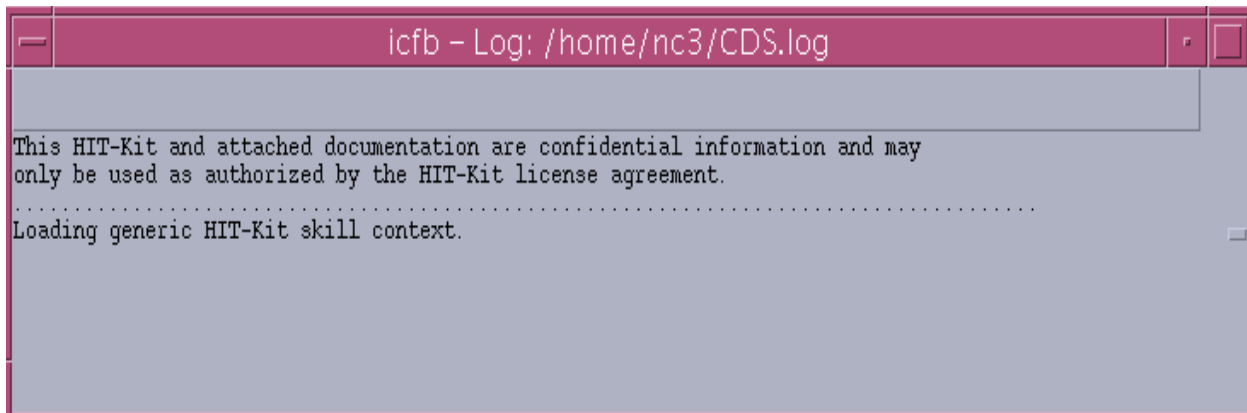 icfb – Log: /home/nc3/CDS.log
This HIT-Kit and attached documentation are confidential information and may
only be used as authorized by the HIT-Kit license agreement.
.....................................................................................
Loading generic HIT-Kit skill context.